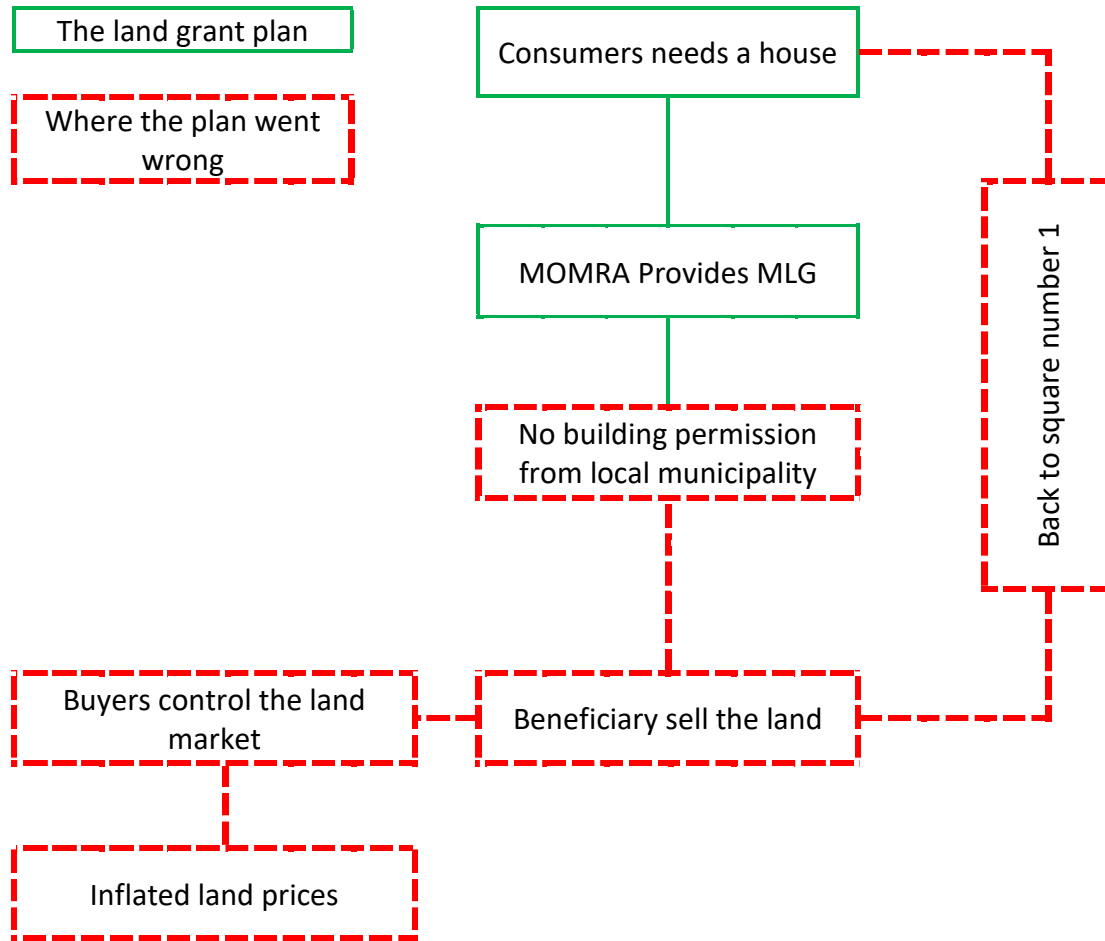 The land grant plan
Where the plan went
wrong
Consumers needs a house
MOMRA Provides MLG
No building permission
from local municipality
Back to square number 1
Buyers control the land
market
Beneficiary sell the land
Inflated land prices